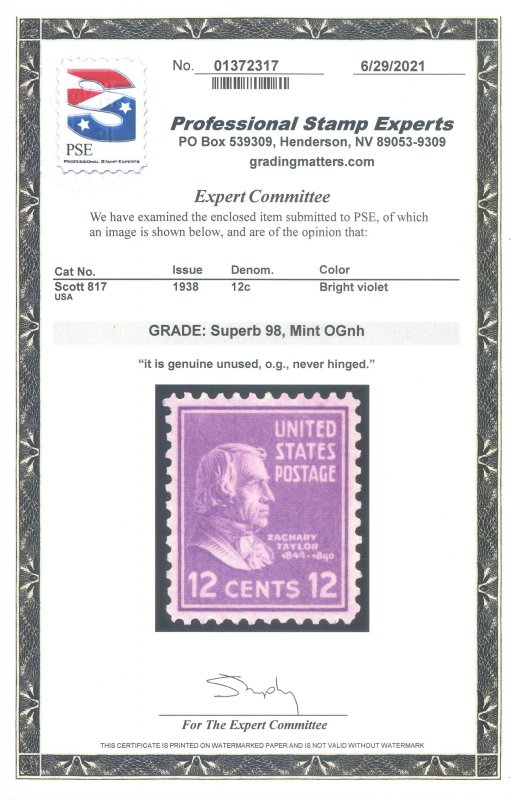 No. 01372317 6/29/2021
PSE
PROFESSIONAL STAMP EXPERTS
Professional Stamp Experts
PO Box 539309, Henderson, NV 89053-9309
gradingmatters.com
Expert Committee
We have examined the enclosed item submitted to PSE, of which
an image is shown below, and are of the opinion that:
Cat No. Issue Denom. Color
Scott 817 1938 12c Bright violet
USA
GRADE: Superb 98, Mint OGnh
“it is genuine unused, o.g., never hinged.”
UNITED
STATES
POSTAGE
ZACHARY
TAYLOR
1849-1850
12 CENTS 12
For The Expert Committee
THIS CERTIFICATE IS PRINTED ON WATERMARKED PAPER AND IS NOT VALID WITHOUT WATERMARK